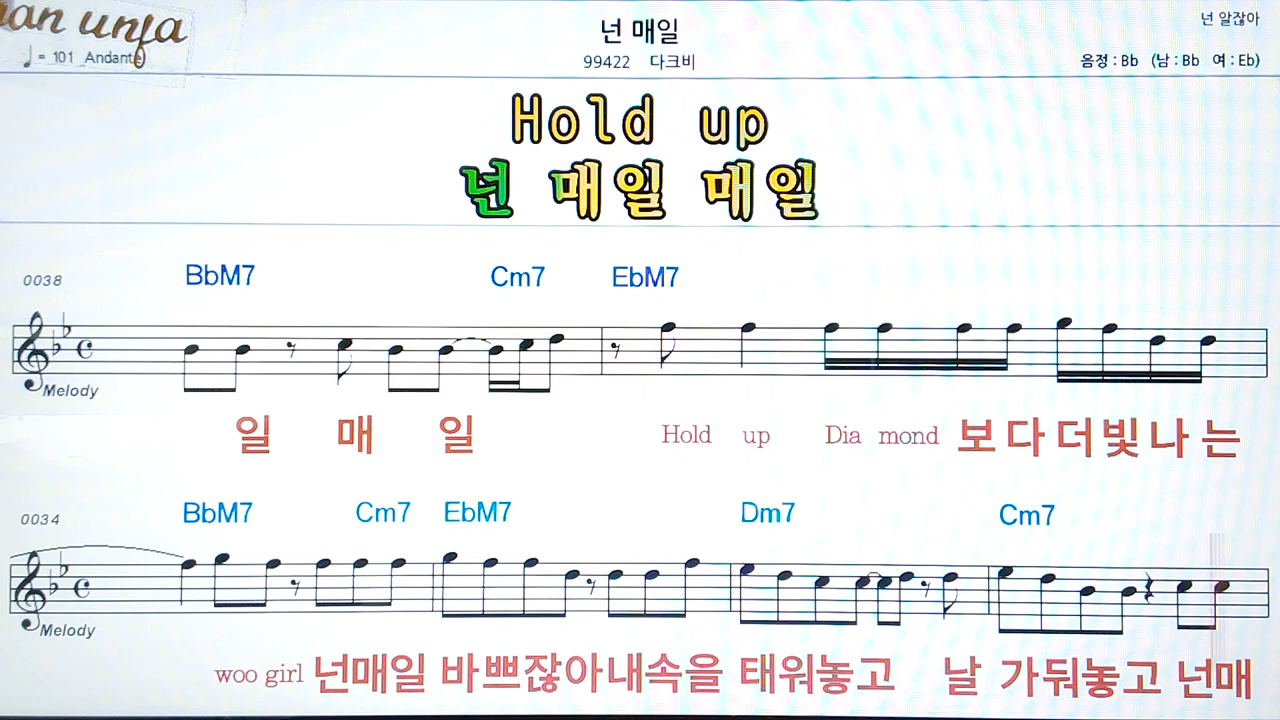 넌 매일
넌 알잖아
♩ = 101 Andante
99422 다크비
음정 : Bb (남 : Bb 여 : Eb)
Hold up
넌 매일 매일
0038
BbM7 Cm7 EbM7
Melody
일 매 일 Hold up Dia mond 보다더빛나는
0034
BbM7 Cm7 EbM7 Dm7 Cm7
Melody
woo girl 넌매일 바쁘잖아내속을 태워놓고 날 가둬놓고 넌매